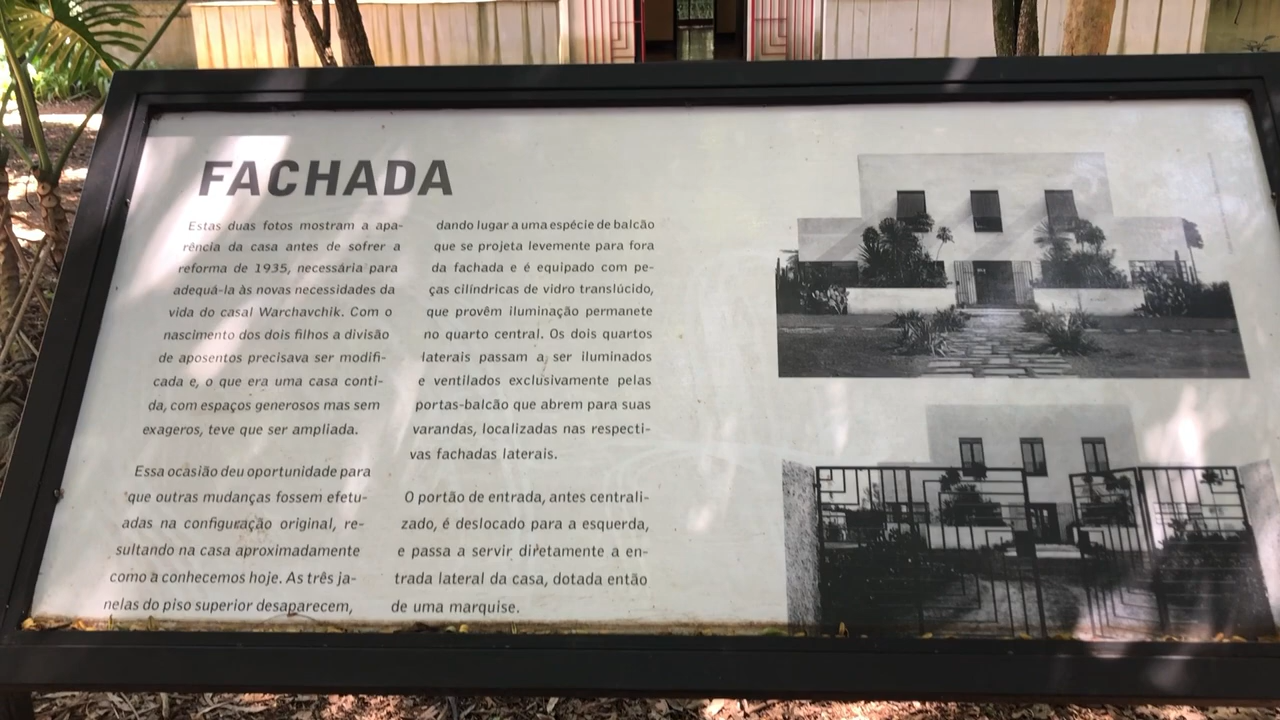 FACHADA
Estas duas fotos mostram a apa-
rência da casa antes de sofrer a
reforma de 1935, necessária para
adequá-la às novas necessidades da
vida do casal Warchavchik. Com o
nascimento dos dois filhos a divisão
de aposentos precisava ser modifi-
cada e, o que era uma casa conti-
da, com espaços generosos mas sem
exageros, teve que ser ampliada.
Essa ocasião deu oportunidade para
que outras mudanças fossem efetu-
adas na configuração original, re-
sultando na casa aproximadamente
como a conhecemos hoje. As três ja-
nelas do piso superior desaparecem,
dando lugar a uma espécie de balcão
que se projeta levemente para fora
da fachada e é equipado com pe-
ças cilíndricas de vidro translúcido,
que provêm iluminação permanete
no quarto central. Os dois quartos
laterais passam a ser iluminados
e ventilados exclusivamente pelas
portas-balcão que abrem para suas
varandas, localizadas nas respecti-
vas fachadas laterais.
O portão de entrada, antes centrali-
zado, é deslocado para a esquerda,
e passa a servir diretamente a en-
trada lateral da casa, dotada então
de uma marquise.